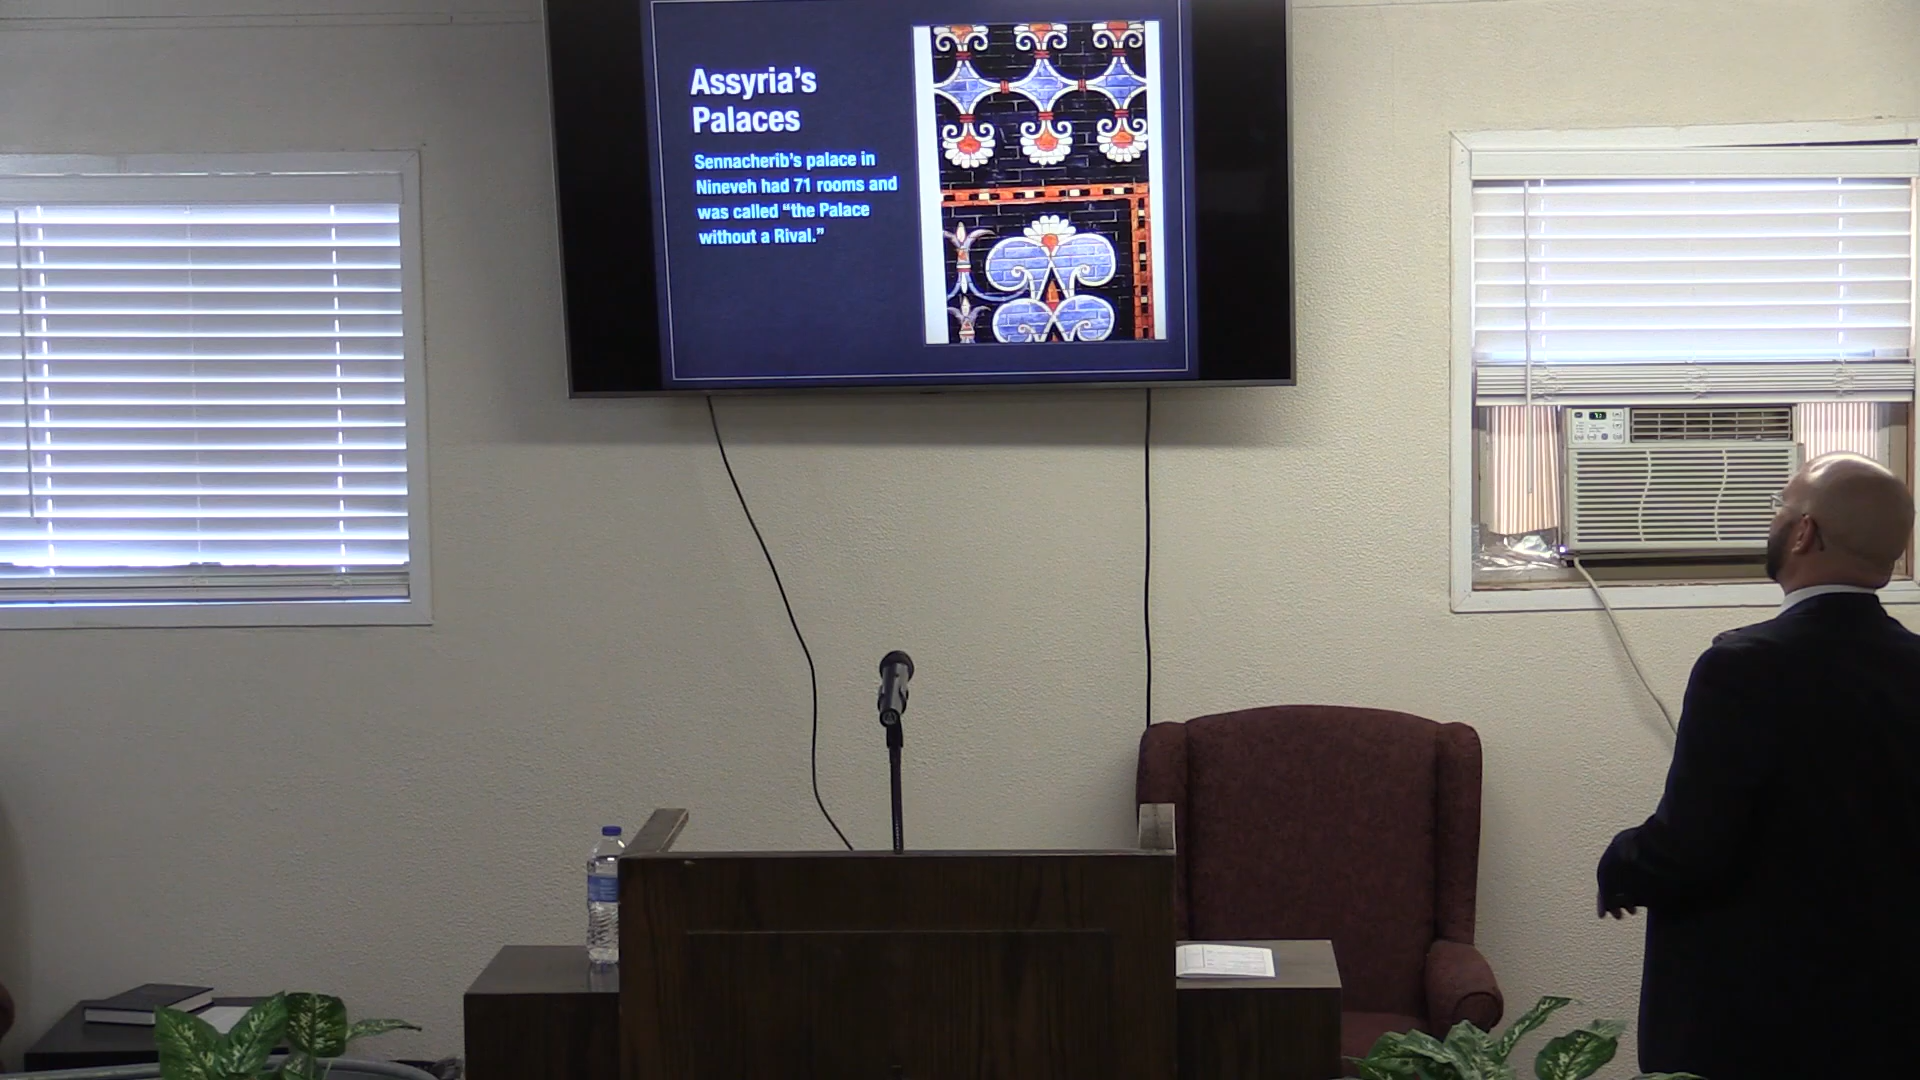 Assyria's
Palaces
Sennacherib's palace in
Nineveh had 71 rooms and
was called “the Palace
without a Rival.”